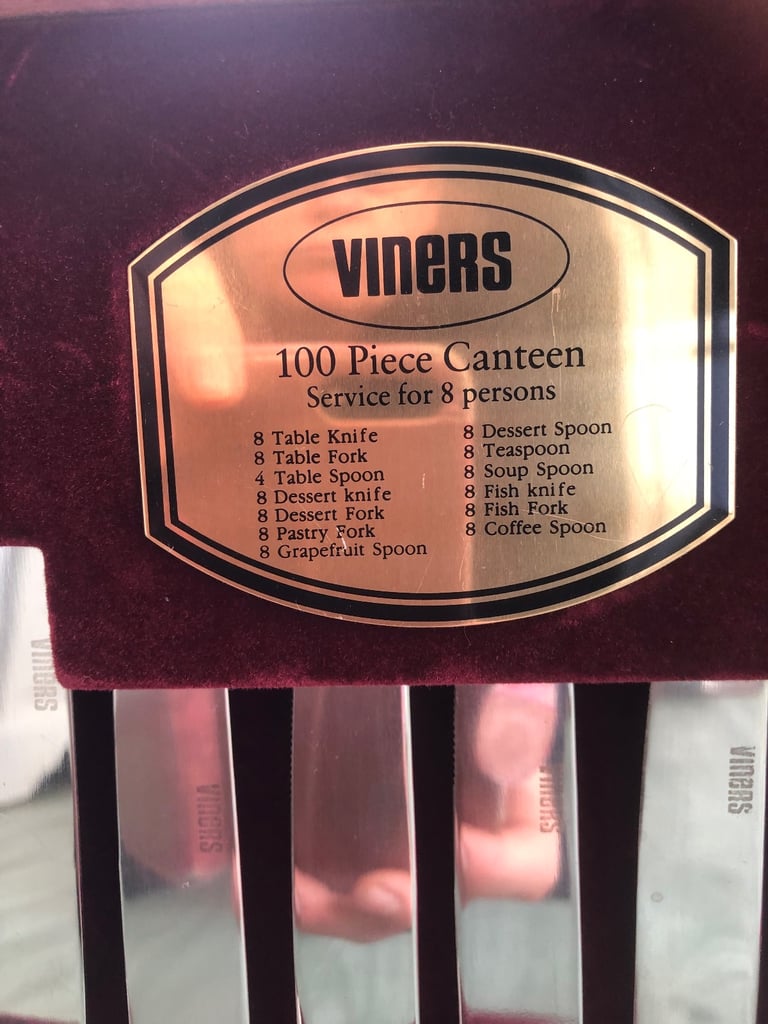 VINERS
100 Piece Canteen
Service for 8 persons
8 Table Knife
8 Table Fork
4 Table Spoon
8 Dessert knife
8 Dessert Fork
8 Pastry Fork
8 Grapefruit Spoon
8 Dessert Spoon
8 Teaspoon
8 Soup Spoon
8 Fish knife
8 Fish Fork
8 Coffee Spoon
VINERS
VINERS
VINERS
VINERS